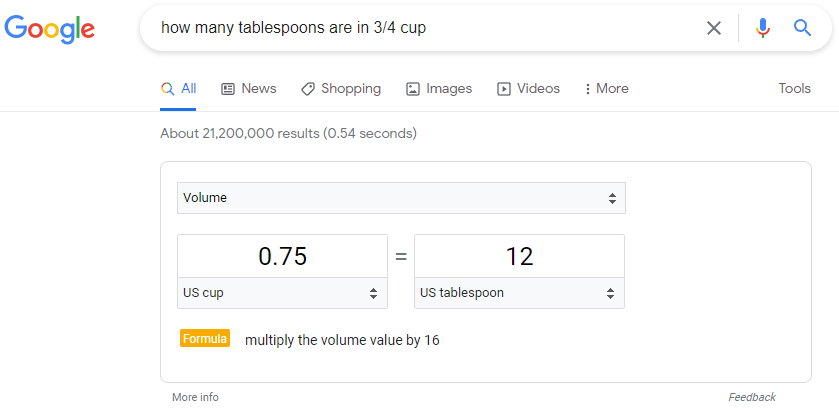 Google
how many tablespoons are in 3/4 cup
All News Shopping Images Videos More Tools
About 21,200,000 results (0.54 seconds)
Volume
0.75 = 12
US cup US tablespoon
Formula multiply the volume value by 16
More info Feedback